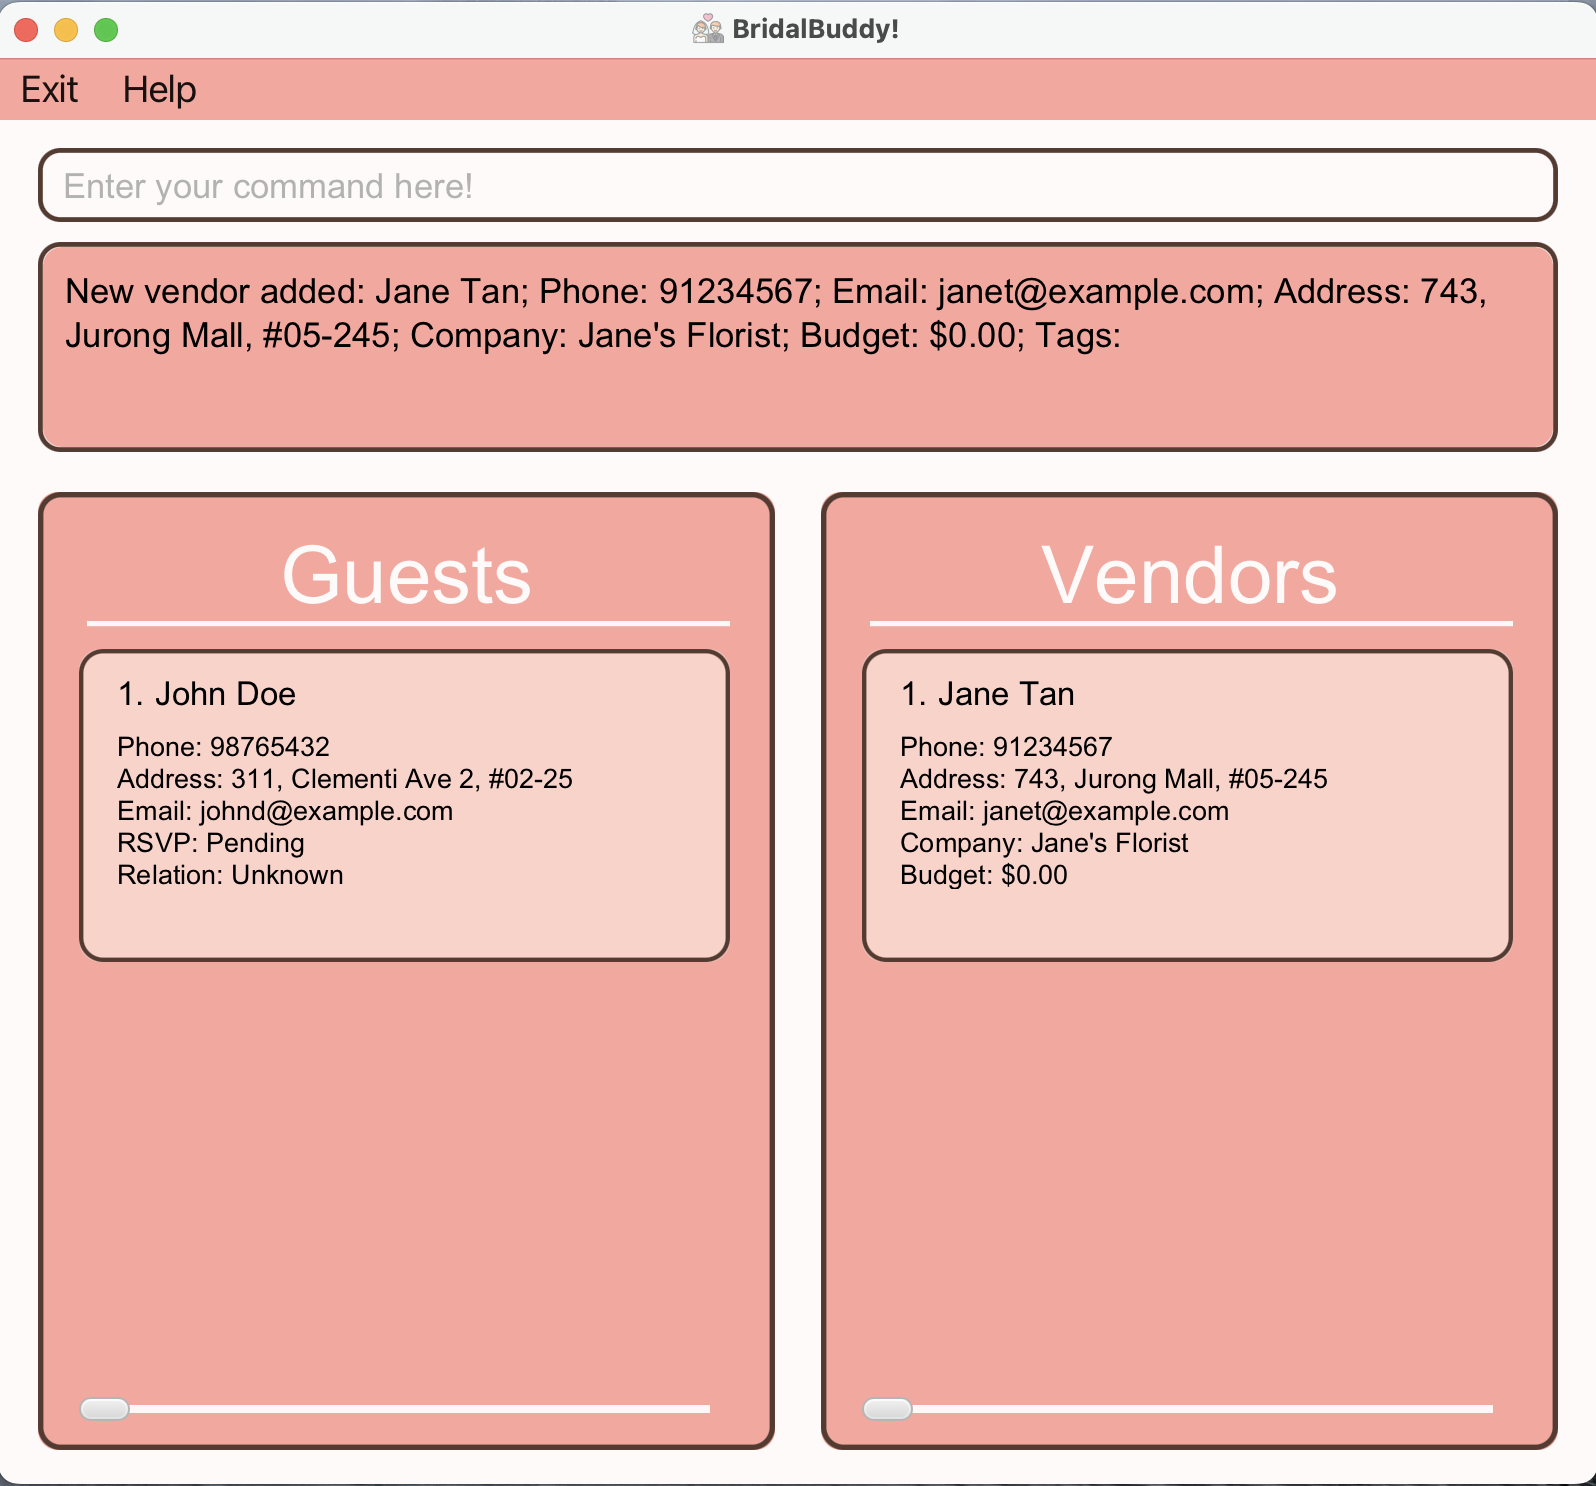 BridalBuddy!
Exit Help
Enter your command here!
New vendor added: Jane Tan; Phone: 91234567; Email: janet@example.com; Address: 743,
Jurong Mall, #05-245; Company: Jane's Florist; Budget: $0.00; Tags:
Guests
1. John Doe
Phone: 98765432
Address: 311, Clementi Ave 2, #02-25
Email: johnd@example.com
RSVP: Pending
Relation: Unknown
Vendors
1. Jane Tan
Phone: 91234567
Address: 743, Jurong Mall, #05-245
Email: janet@example.com
Company: Jane's Florist
Budget: $0.00